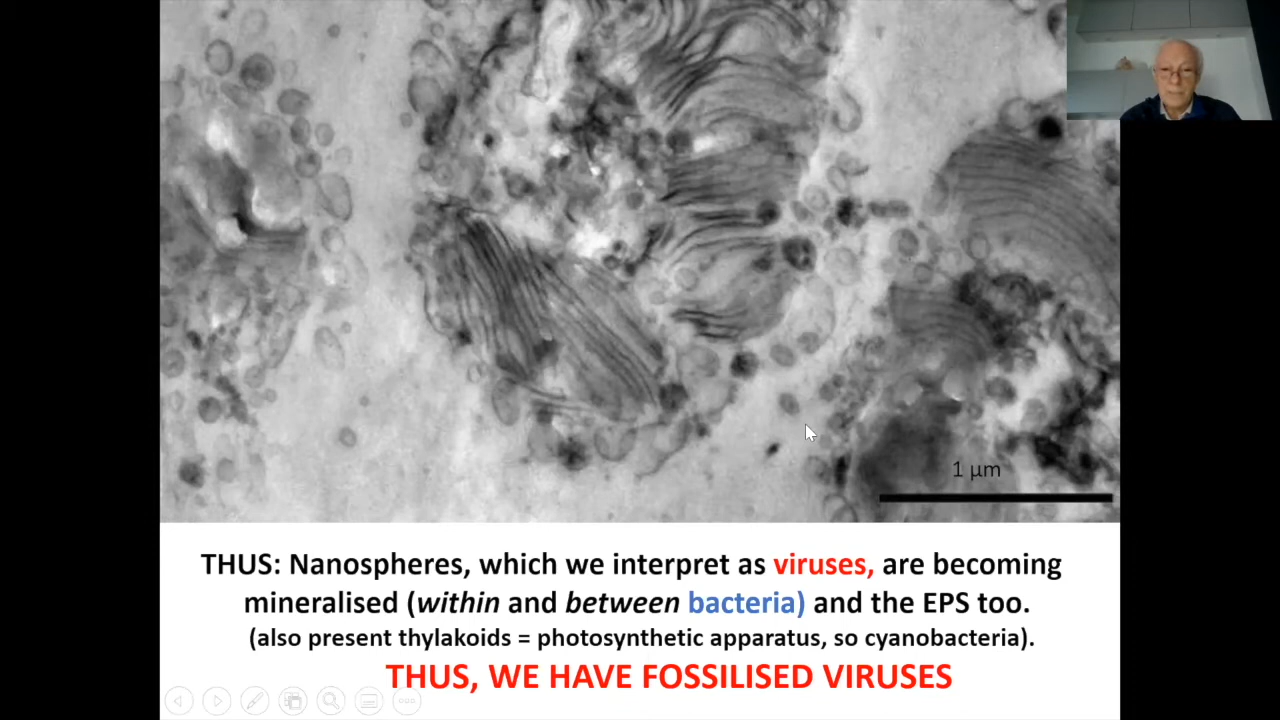 1 μm
THUS: Nanospheres, which we interpret as viruses, are becoming
mineralised (within and between bacteria) and the EPS too.
(also present thylakoids = photosynthetic apparatus, so cyanobacteria).
THUS, WE HAVE FOSSILISED VIRUSES